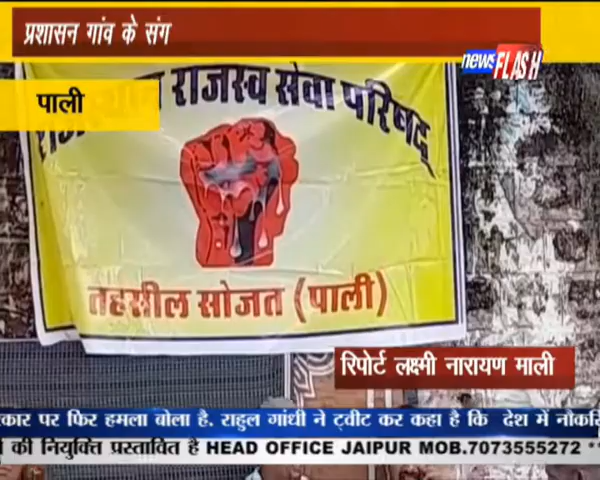 प्रशासन गांव के संग
news FLASH
पाली
राजस्व सेवा परिषद्
तहसील सोजत (पाली)
रिपोर्ट लक्ष्मी नारायण माली
पर फिर हमला बोला है. राहुल गांधी ने ट्वीट कर कहा है कि देश में
की नियुक्ति प्रस्तावित है HEAD OFFICE JAIPUR MOB.7073555272